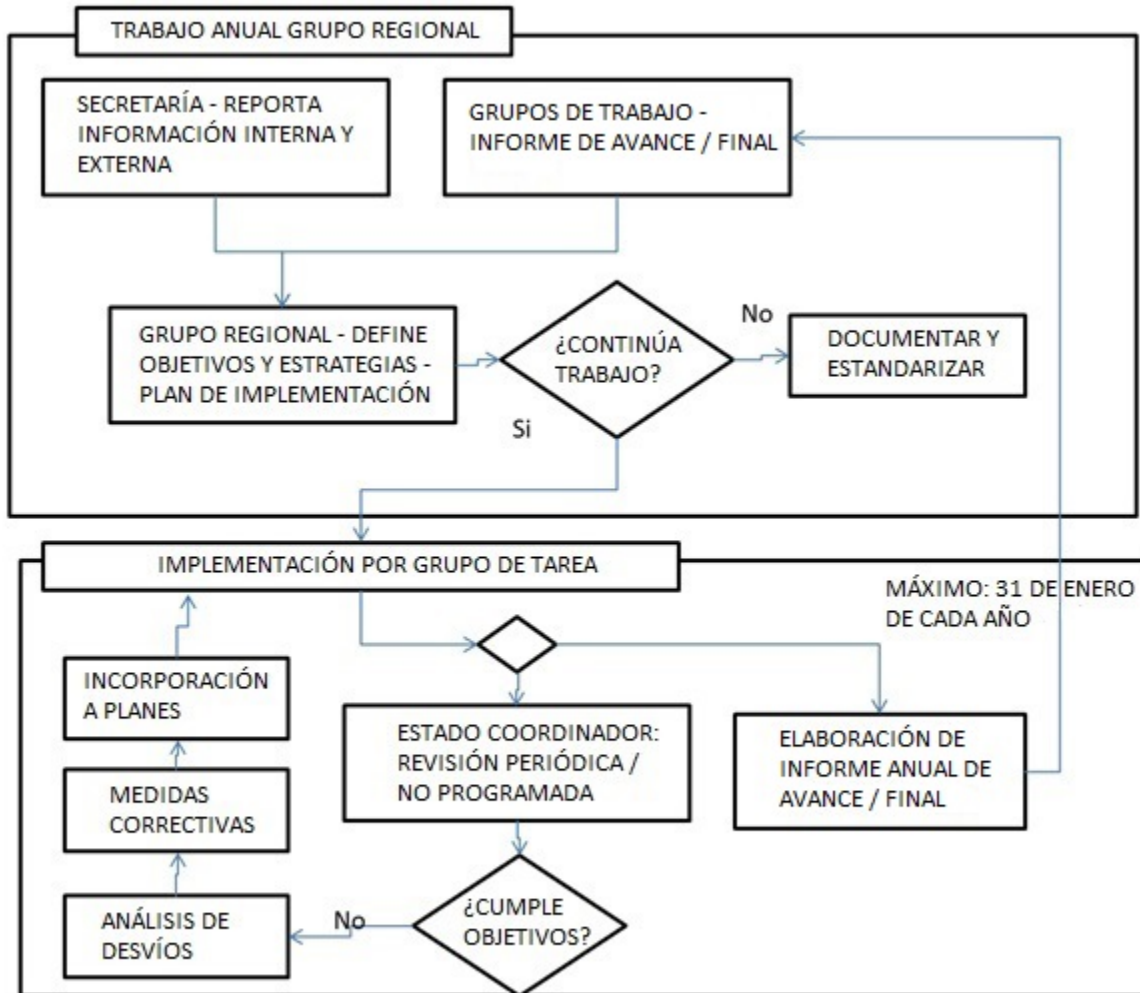 TRABAJO ANUAL GRUPO REGIONAL
SECRETARÍA - REPORTA
INFORMACIÓN INTERNA Y
EXTERNA
GRUPOS DE TRABAJO -
INFORME DE AVANCE / FINAL
GRUPO REGIONAL - DEFINE
OBJETIVOS Y ESTRATEGIAS -
PLAN DE IMPLEMENTACIÓN
¿CONTINÚA
TRABAJO?
No
DOCUMENTAR Y
ESTANDARIZAR
Si
IMPLEMENTACIÓN POR GRUPO DE TAREA
MÁXIMO: 31 DE ENERO
DE CADA AÑO
INCORPORACIÓN
A PLANES
ESTADO COORDINADOR:
REVISIÓN PERIÓDICA /
NO PROGRAMADA
ELABORACIÓN DE
INFORME ANUAL DE
AVANCE / FINAL
MEDIDAS
CORRECTIVAS
ANÁLISIS DE
DESVÍOS
No
¿CUMPLE
OBJETIVOS?